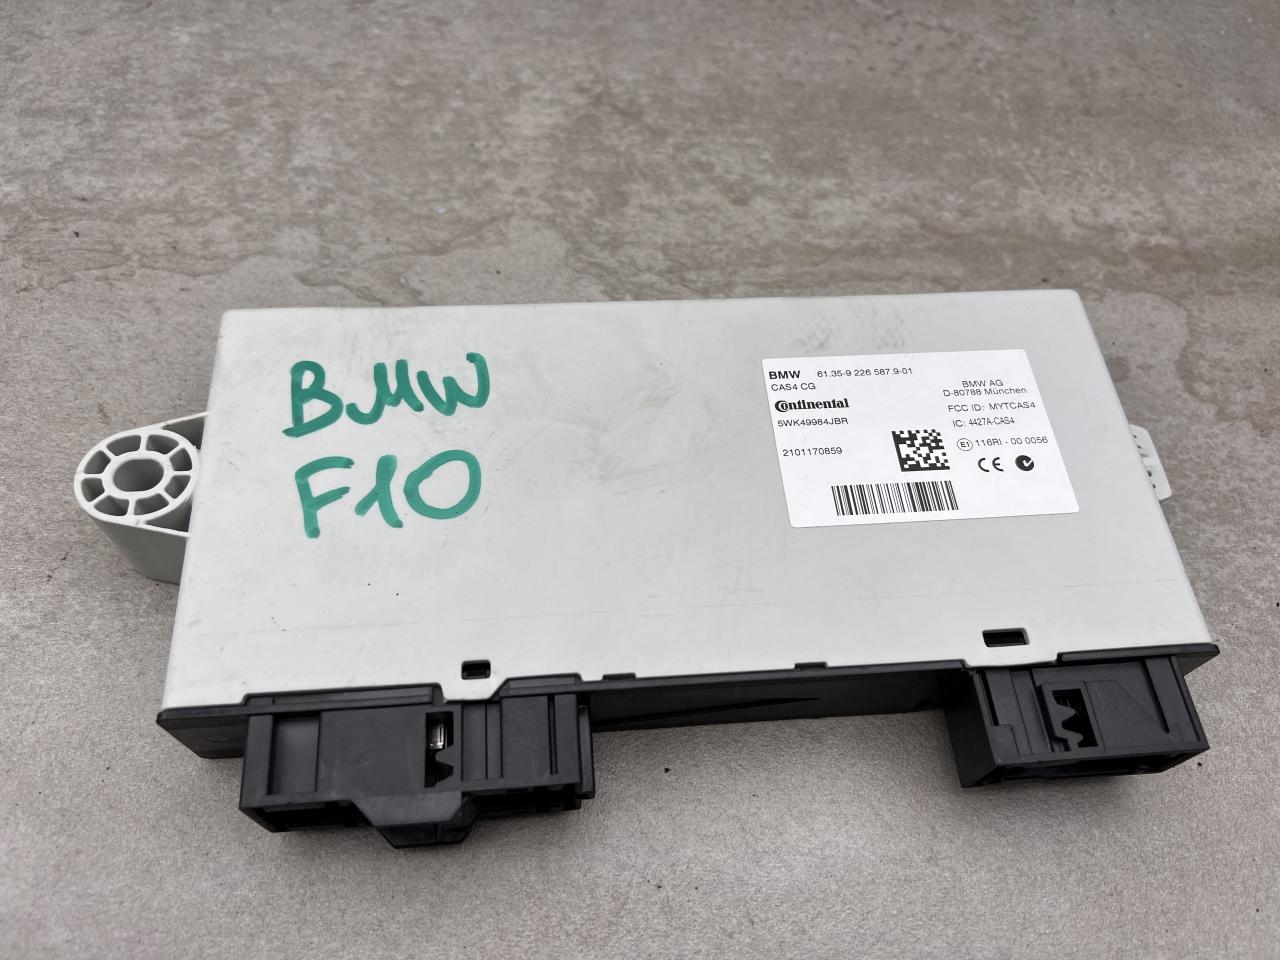 BMW
F10
BMW 61.35-9 226 587.9-01
CAS4 CG
Continental
5WK49984JBR
2101170859
BMW AG
D-80788 München
FCC ID: MYTCAS4
IC: 4427A-CAS4
E1 116RI - 00 0056
CE